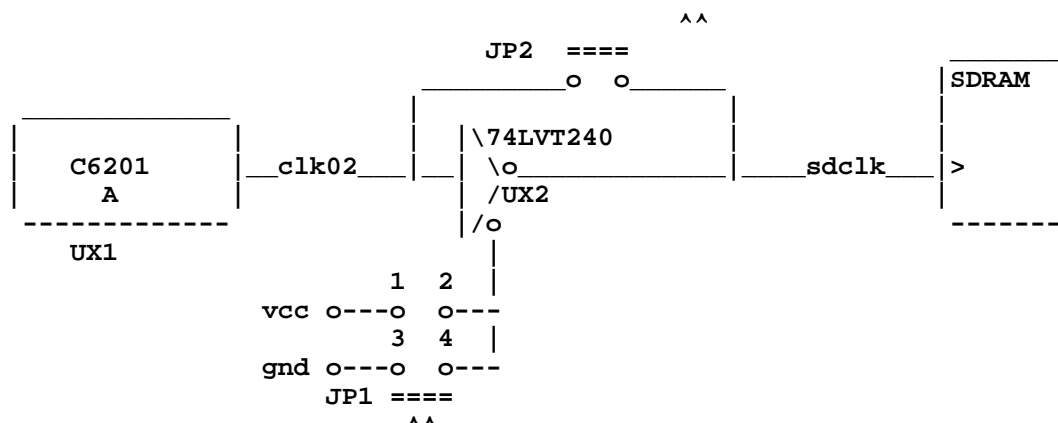 ^^
JP2 ====
o o
SDRAM
\74LVT240
C6201 clk02 \o sdclk >
A /UX2
/o
UX1
1 2
vcc o---o o---
3 4
gnd o---o o---
JP1 ====
^^